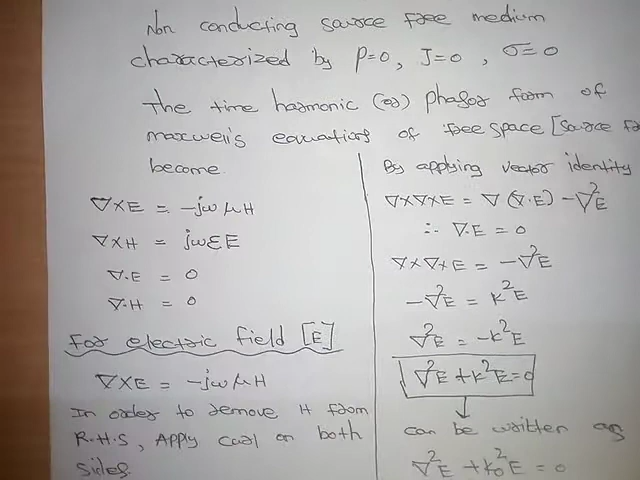 Non conducting source free medium
characterized by ρ=0, J=0, σ=0
The time harmonic (or) phasor form of
maxwell's equations of free space [source
become.
∇×E = -jωμH
∇×H = jωεE
∇.E = 0
∇.H = 0
For electric field [E]
∇×E = -jωμH
In order to remove H from
R.H.S, Apply curl on both
sides.
By applying vector identity
∇×∇×E = ∇(∇.E) - ∇²E
∴ ∇.E = 0
∇×∇×E = -∇²E
-∇²E = K²E
∇²E = -K²E
∇²E + K²E = 0
can be written as
∇²E + K₀²E = 0